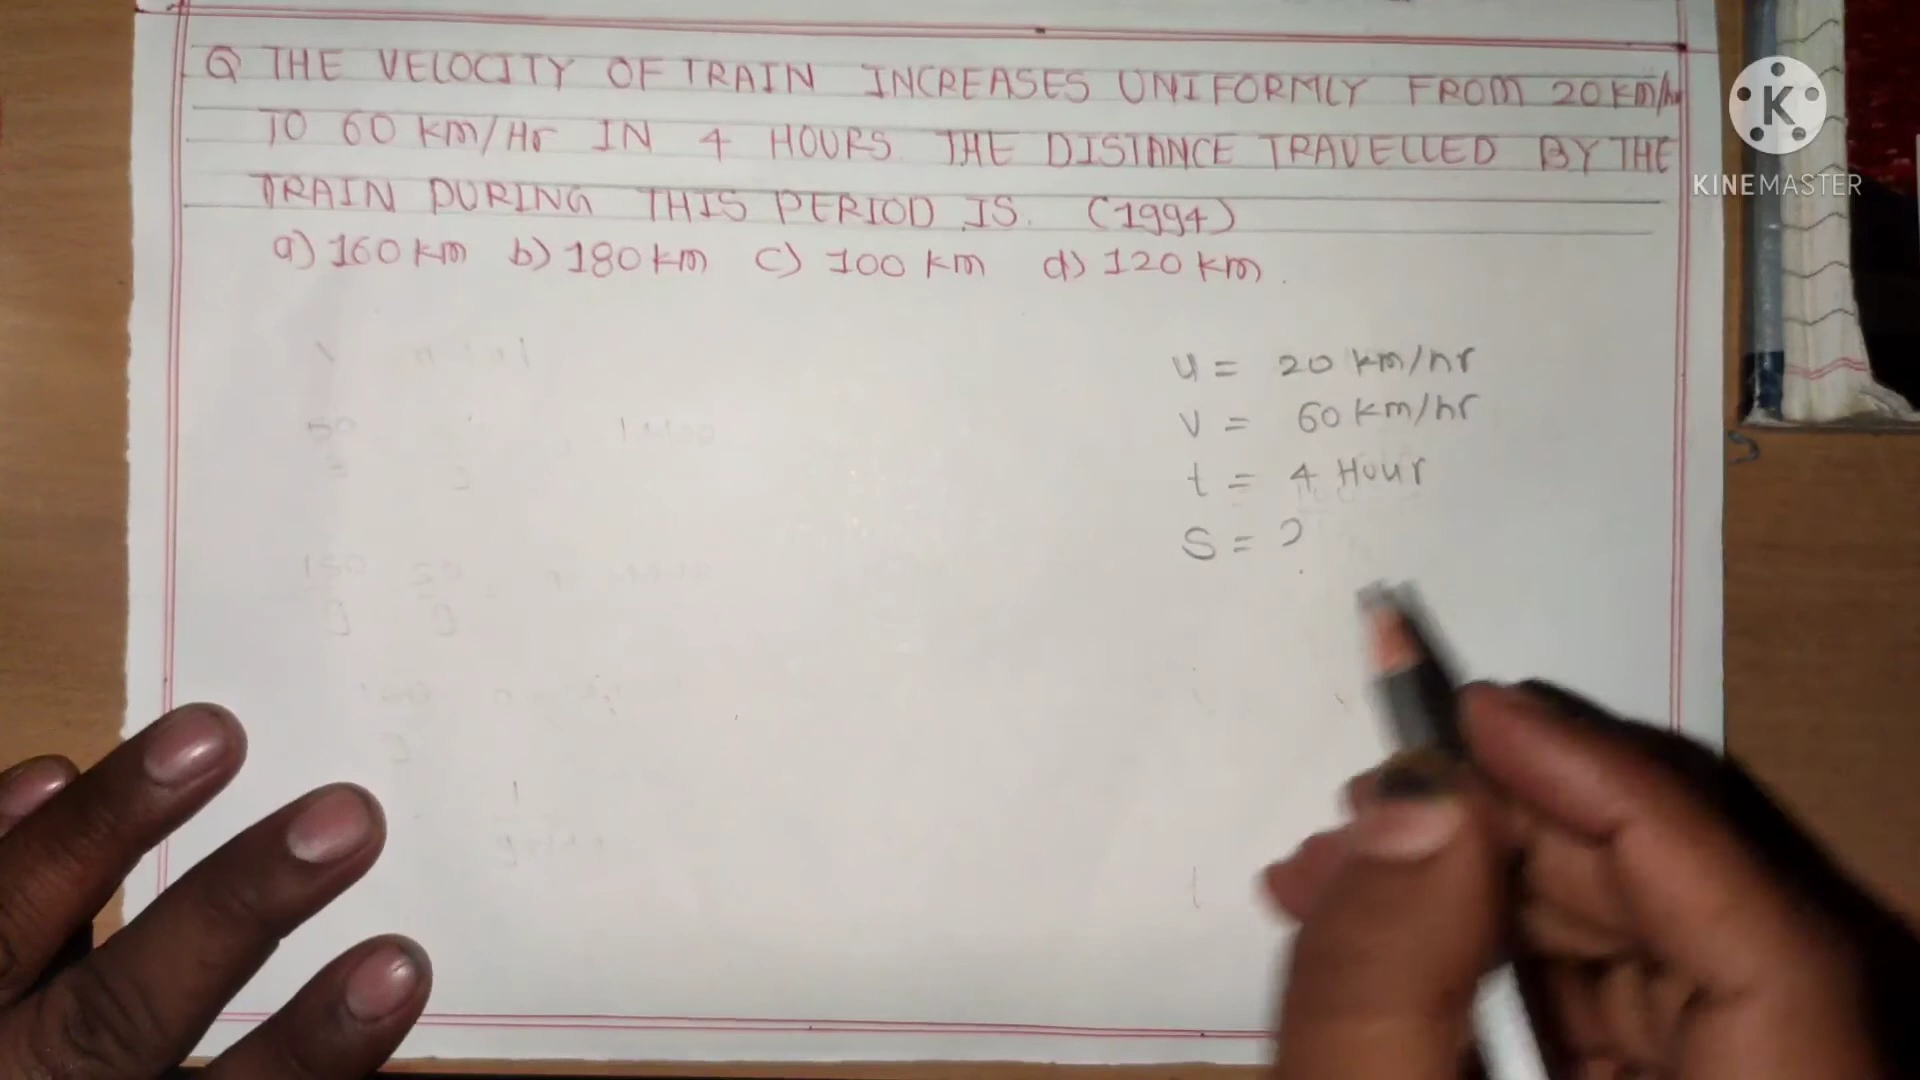 Q THE VELOCITY OF TRAIN INCREASES UNIFORMLY FROM 20 KM/Hr
TO 60 KM/Hr IN 4 HOURS. THE DISTANCE TRAVELLED BY THE
TRAIN DURING THIS PERIOD IS. (1994)
a) 160 KM b) 180 KM c) 100 KM d) 120 KM.
u = 20 km/hr
v = 60 km/hr
t = 4 Hour
S = ?
K
KINEMASTER